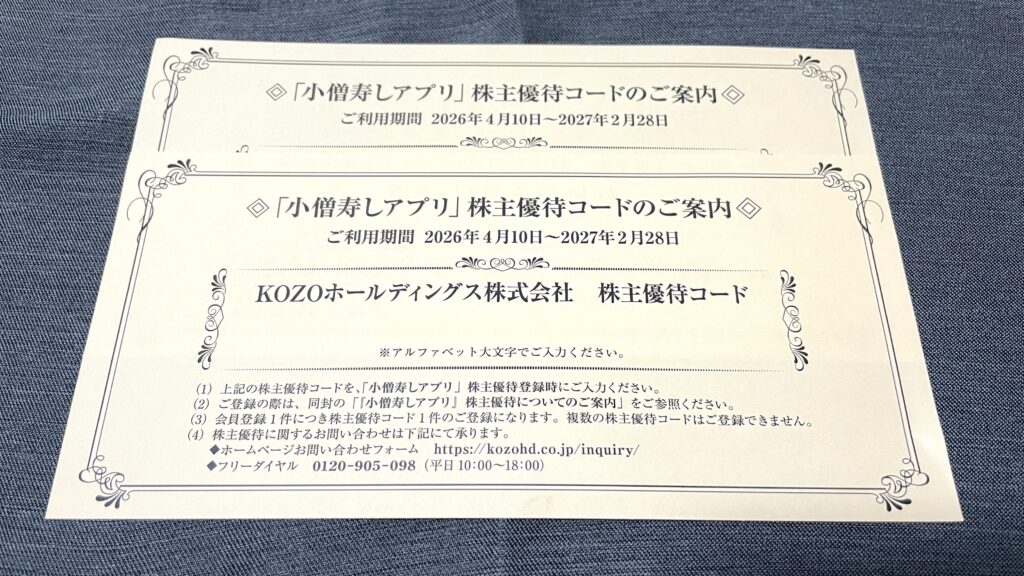 「小僧寿しアプリ」株主優待コードのご案内
ご利用期間 2026年4月10日～2027年2月28日
「小僧寿しアプリ」株主優待コードのご案内
ご利用期間 2026年4月10日～2027年2月28日
KOZOホールディングス株式会社 株主優待コード
※アルファベット大文字でご入力ください。
(1) 上記の株主優待コードを、「小僧寿しアプリ」株主優待登録時にご入力ください。
(2) ご登録の際は、同封の「『小僧寿しアプリ』株主優待についてのご案内」をご参照ください。
(3) 会員登録1件につき株主優待コード1件のご登録になります。複数の株主優待コードはご登録できません。
(4) 株主優待に関するお問い合わせは下記にて承ります。
◆ホームページお問い合わせフォーム https://kozohd.co.jp/inquiry/
◆フリーダイヤル 0120-905-098（平日10:00～18:00）